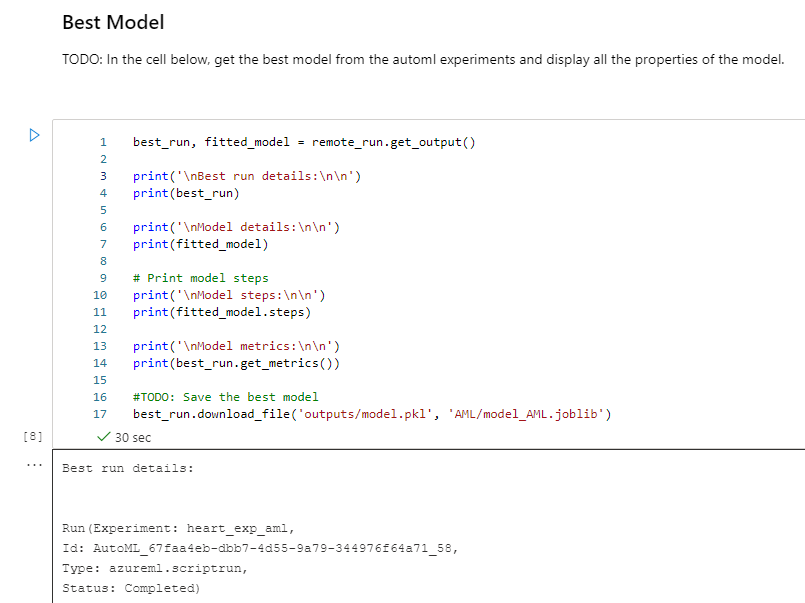 Best Model
TODO: In the cell below, get the best model from the automl experiments and display all the properties of the model.
1 best_run, fitted_model = remote_run.get_output()
2
3 print('\nBest run details:\n\n')
4 print(best_run)
5
6 print('\nModel details:\n\n')
7 print(fitted_model)
8
9 # Print model steps
10 print('\nModel steps:\n\n')
11 print(fitted_model.steps)
12
13 print('\nModel metrics:\n\n')
14 print(best_run.get_metrics())
15
16 #TODO: Save the best model
17 best_run.download_file('outputs/model.pkl', 'AML/model_AML.joblib')
[8] 30 sec
...
Best run details:
Run(Experiment: heart_exp_aml,
Id: AutoML_67faa4eb-dbb7-4d55-9a79-344976f64a71_58,
Type: azureml.scriptrun,
Status: Completed)